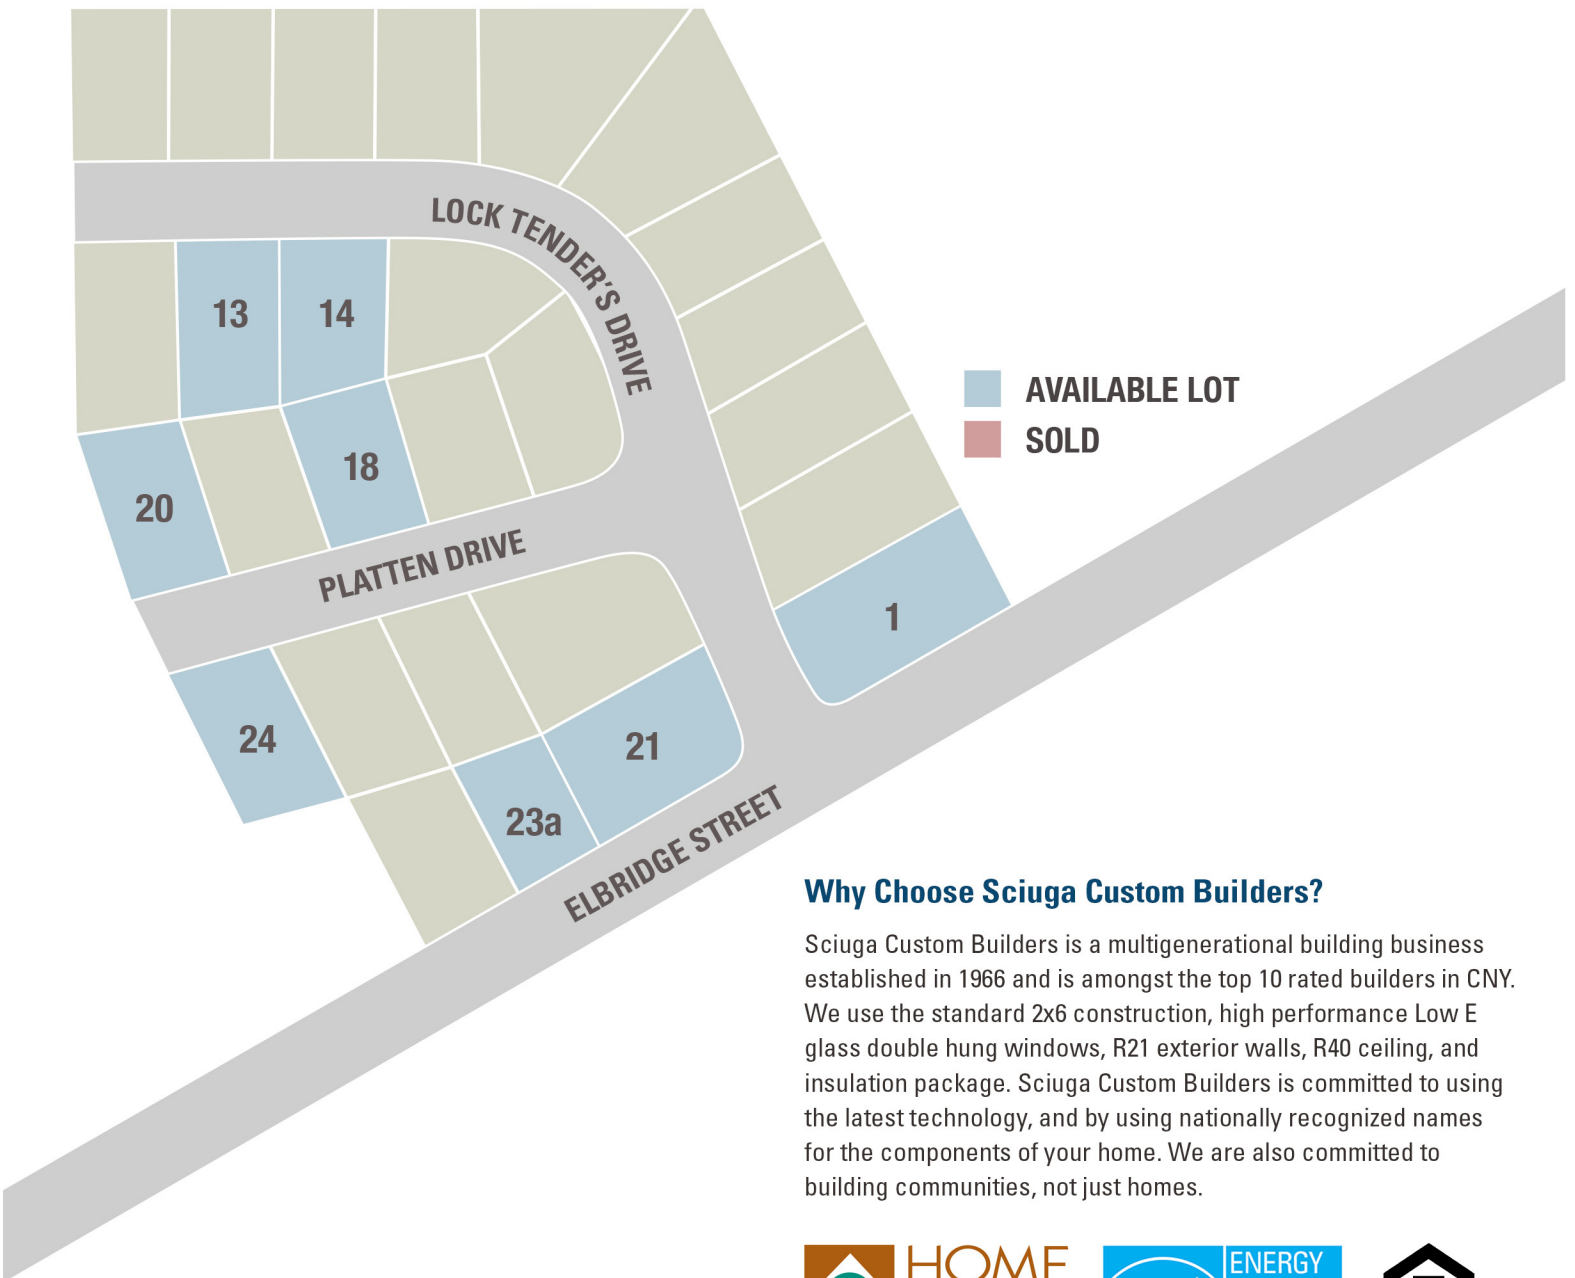 LOCK TENDER'S DRIVE
13
14
18
20
PLATTEN DRIVE
AVAILABLE LOT
SOLD
1
24
21
23a
ELBRIDGE STREET
Why Choose Sciuga Custom Builders?
Sciuga Custom Builders is a multigenerational building business
established in 1966 and is amongst the top 10 rated builders in CNY.
We use the standard 2x6 construction, high performance Low E
glass double hung windows, R21 exterior walls, R40 ceiling, and
insulation package. Sciuga Custom Builders is committed to using
the latest technology, and by using nationally recognized names
for the components of your home. We are also committed to
building communities, not just homes.
HOME
ENERGY